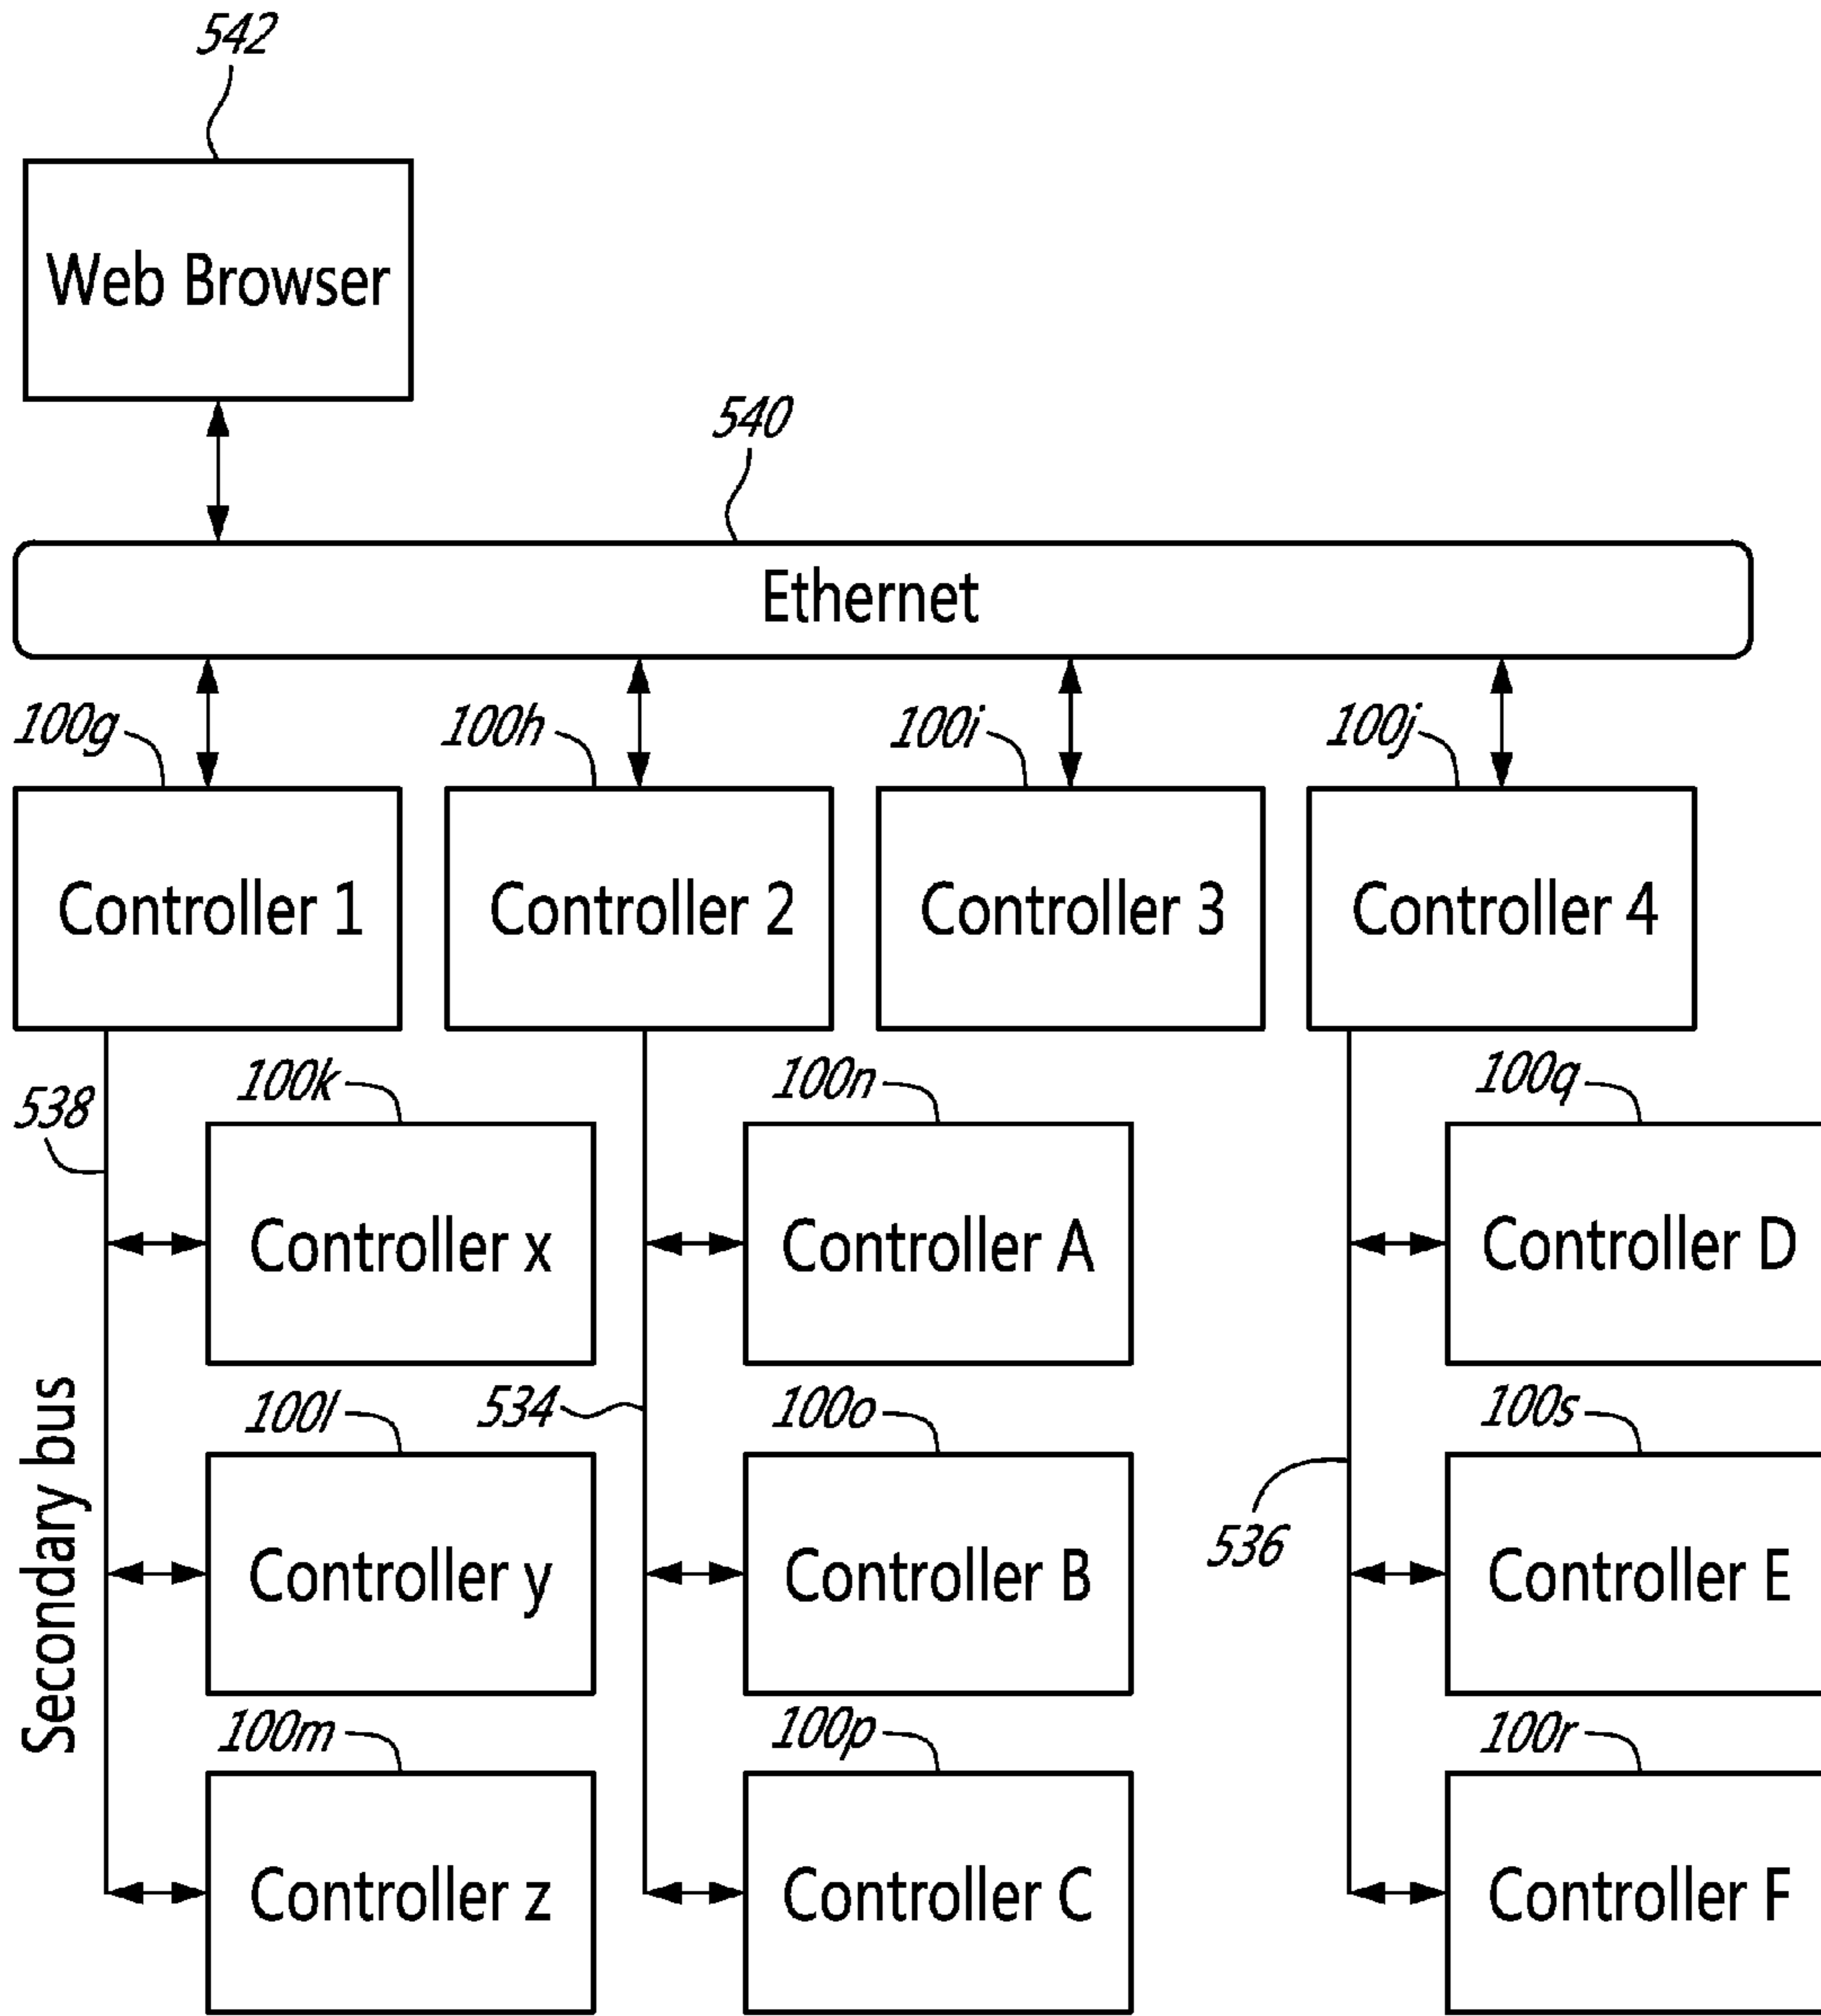 542
Web Browser
540
Ethernet
100g
100h
100i
100j
Controller 1
Controller 2
Controller 3
Controller 4
538
100k
100n
100q
Controller x
Controller A
Controller D
Secondary bus
534
100l
100o
100s
536
Controller y
Controller B
Controller E
100m
100p
100r
Controller z
Controller C
Controller F